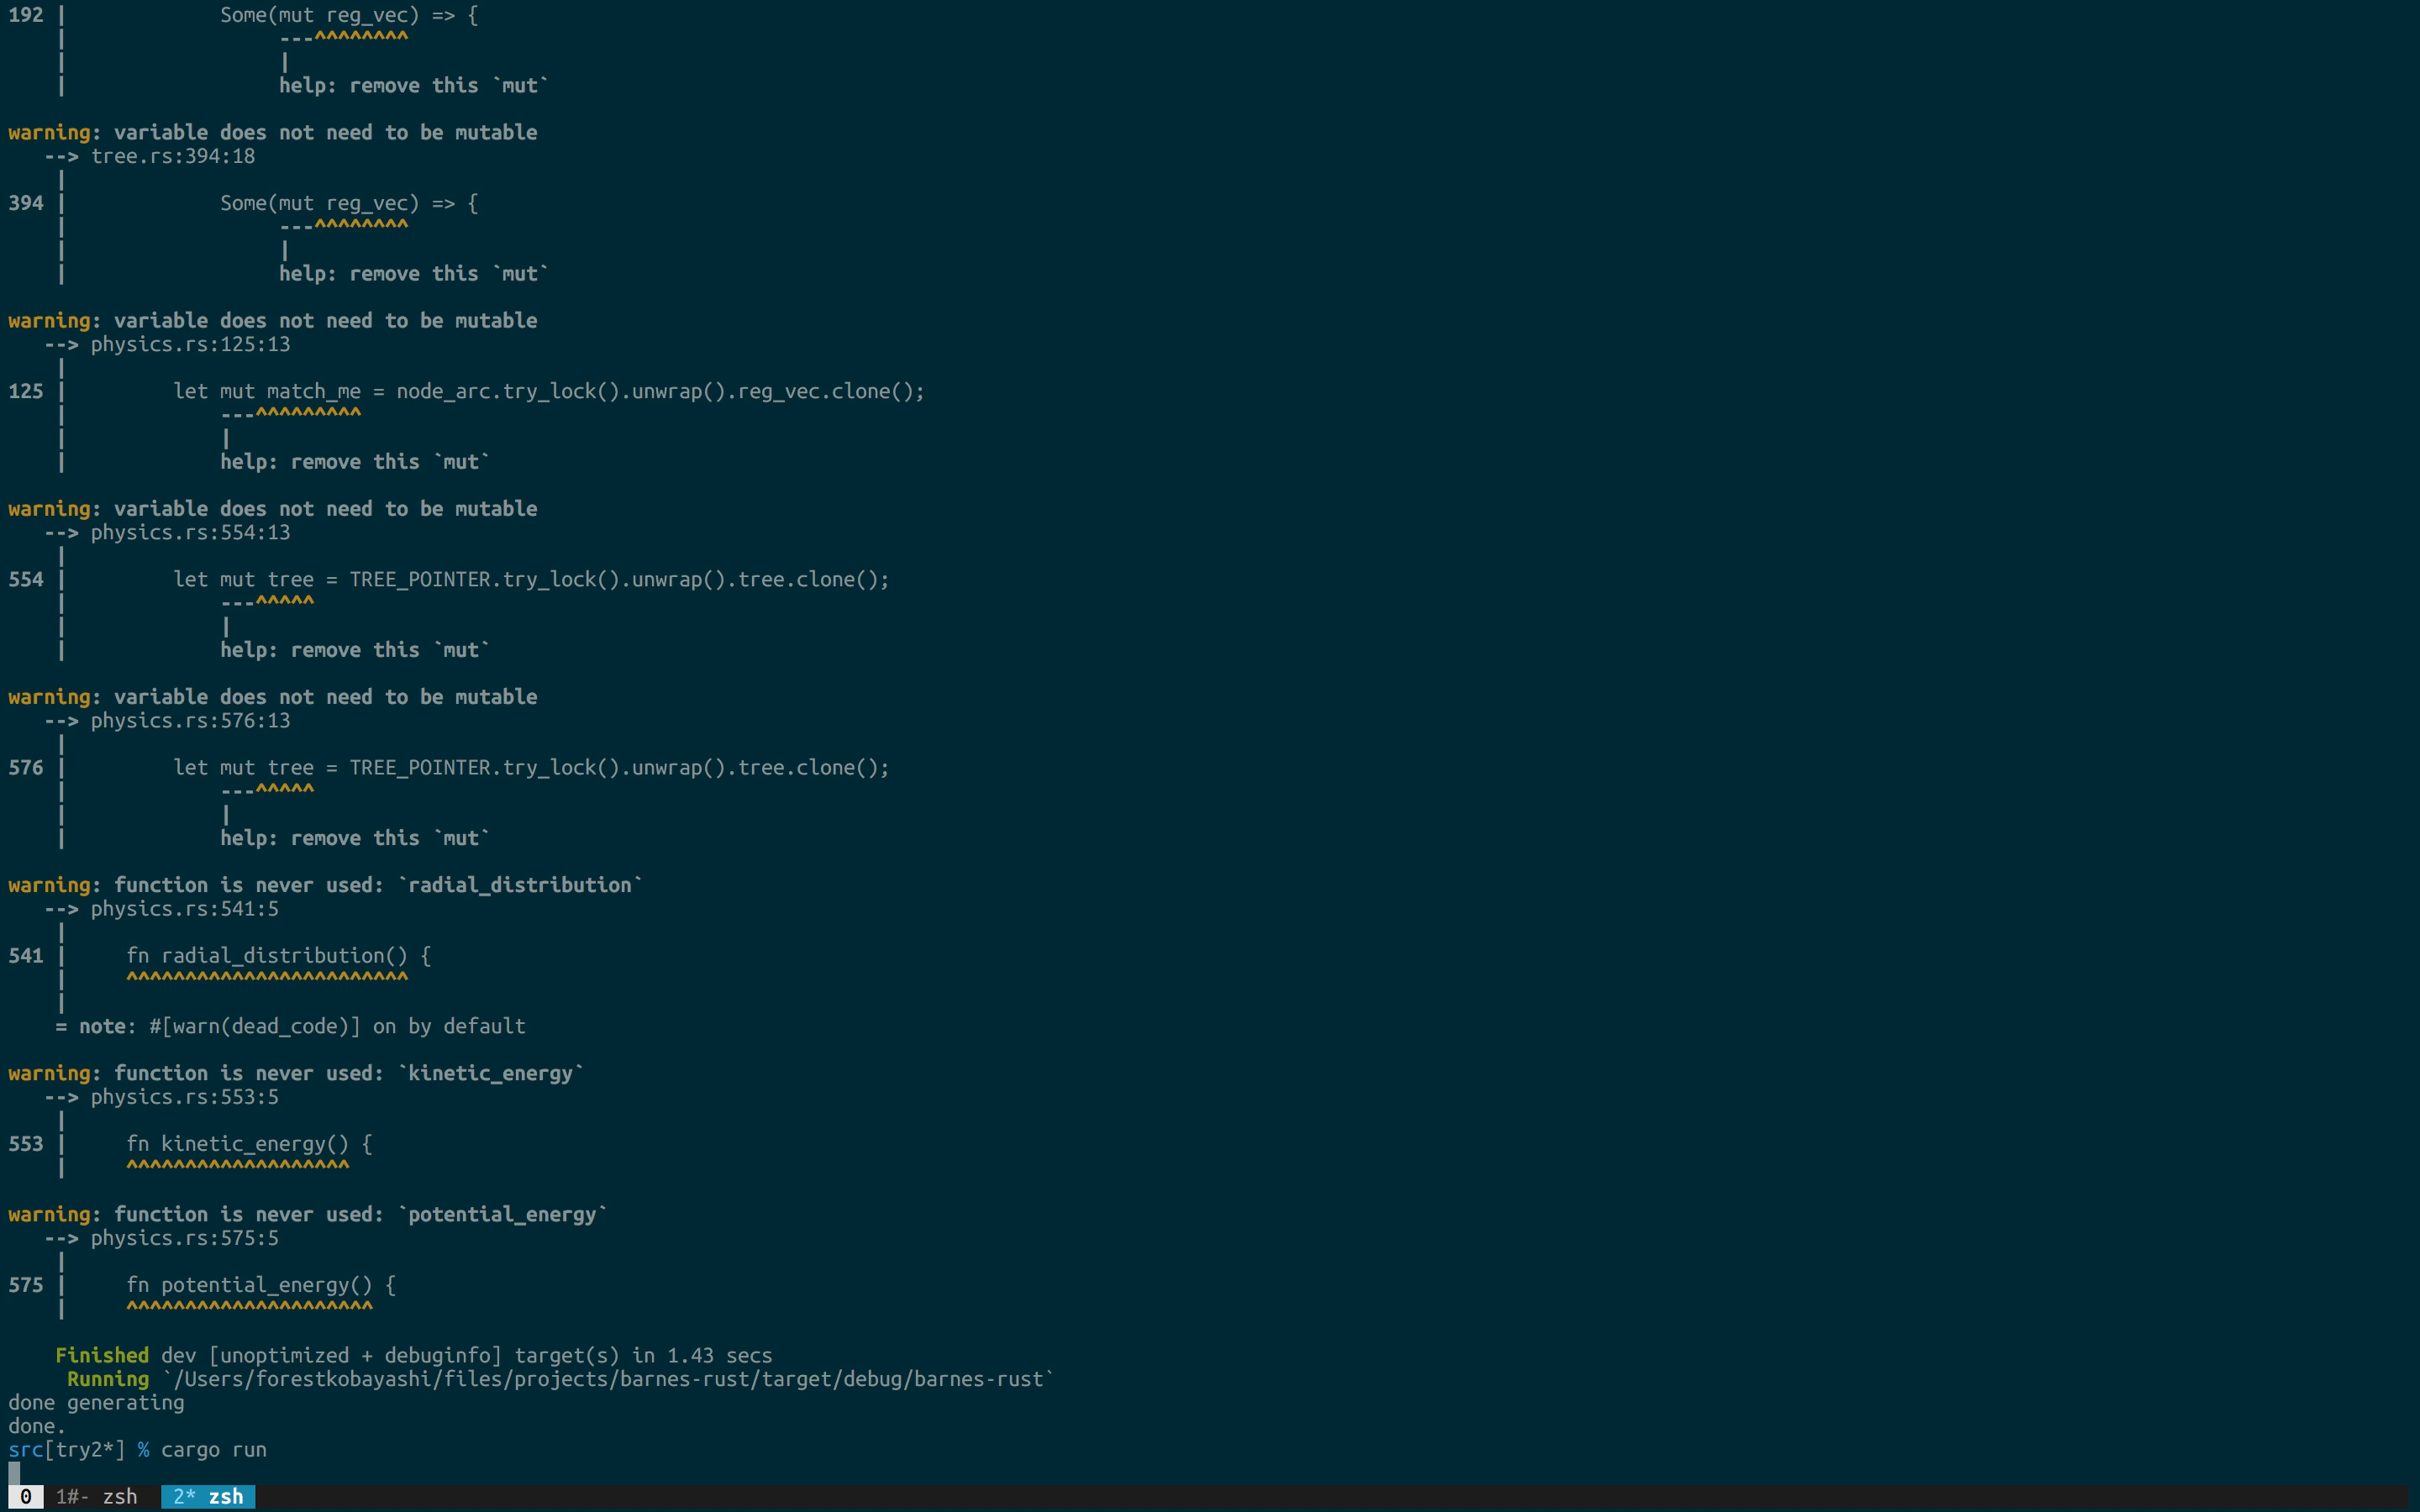 192 |             Some(mut reg_vec) => {
    |                  ---^^^^^^^^
    |                  |
    |                  help: remove this `mut`
warning: variable does not need to be mutable
   --> tree.rs:394:18
    |
394 |             Some(mut reg_vec) => {
    |                  ---^^^^^^^^
    |                  |
    |                  help: remove this `mut`
warning: variable does not need to be mutable
   --> physics.rs:125:13
    |
125 |         let mut match_me = node_arc.try_lock().unwrap().reg_vec.clone();
    |             ---^^^^^^^^^
    |             |
    |             help: remove this `mut`
warning: variable does not need to be mutable
   --> physics.rs:554:13
    |
554 |         let mut tree = TREE_POINTER.try_lock().unwrap().tree.clone();
    |             ---^^^^^
    |             |
    |             help: remove this `mut`
warning: variable does not need to be mutable
   --> physics.rs:576:13
    |
576 |         let mut tree = TREE_POINTER.try_lock().unwrap().tree.clone();
    |             ---^^^^^
    |             |
    |             help: remove this `mut`
warning: function is never used: `radial_distribution`
   --> physics.rs:541:5
    |
541 |     fn radial_distribution() {
    |     ^^^^^^^^^^^^^^^^^^^^^^^^
    |
    = note: #[warn(dead_code)] on by default
warning: function is never used: `kinetic_energy`
   --> physics.rs:553:5
    |
553 |     fn kinetic_energy() {
    |     ^^^^^^^^^^^^^^^^^^^
warning: function is never used: `potential_energy`
   --> physics.rs:575:5
    |
575 |     fn potential_energy() {
    |     ^^^^^^^^^^^^^^^^^^^^^
    Finished dev [unoptimized + debuginfo] target(s) in 1.43 secs
     Running `/Users/forestkobayashi/files/projects/barnes-rust/target/debug/barnes-rust`
done generating
done.
src[try2*] % cargo run
0 1#- zsh 2* zsh